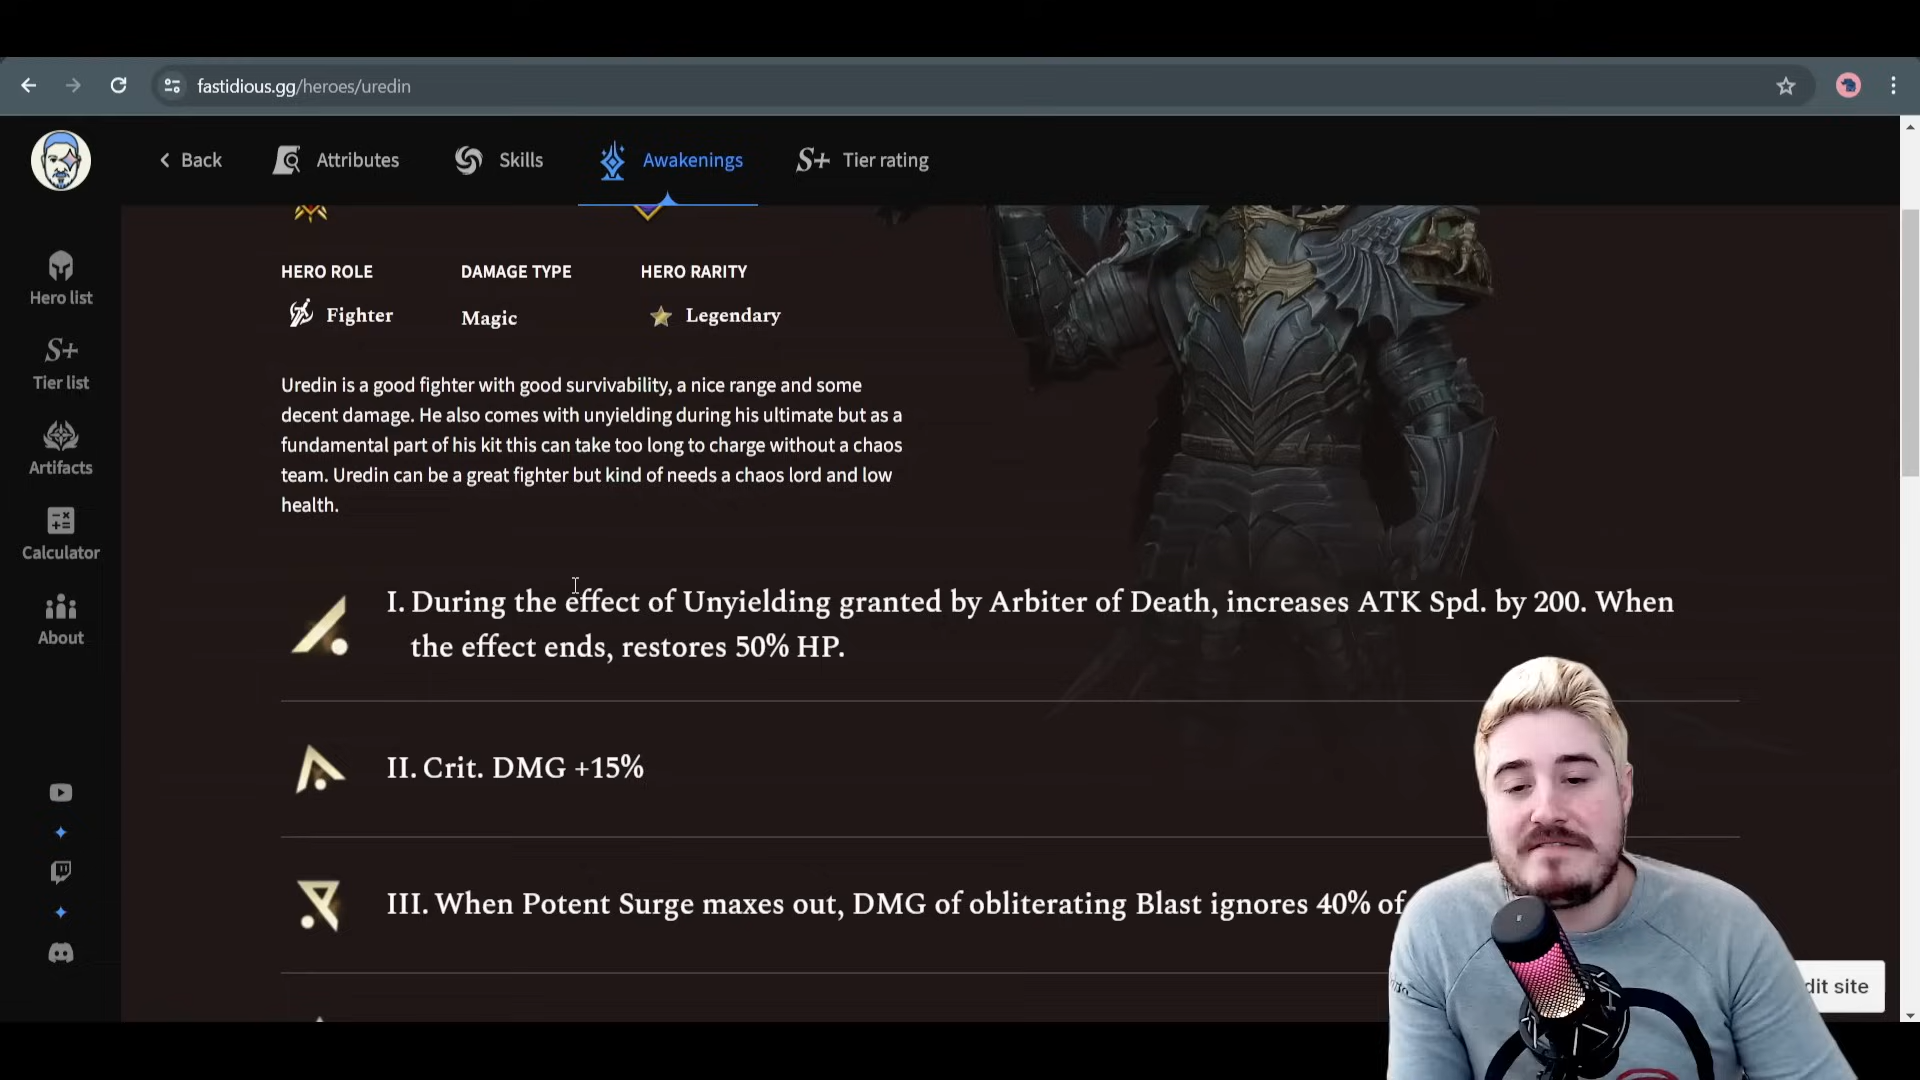 fastidious.gg/heroes/uredin
Back
Attributes
Skills
Awakenings
S+ Tier rating
Hero list
S+
Tier list
Artifacts
Calculator
About
HERO ROLE
DAMAGE TYPE
HERO RARITY
Fighter
Magic
Legendary
Uredin is a good fighter with good survivability, a nice range and some
decent damage. He also comes with unyielding during his ultimate but as a
fundamental part of his kit this can take too long to charge without a chaos
team. Uredin can be a great fighter but kind of needs a chaos lord and low
health.
I. During the effect of Unyielding granted by Arbiter of Death, increases ATK Spd. by 200. When
the effect ends, restores 50% HP.
II. Crit. DMG +15%
III. When Potent Surge maxes out, DMG of obliterating Blast ignores 40% of
dit site